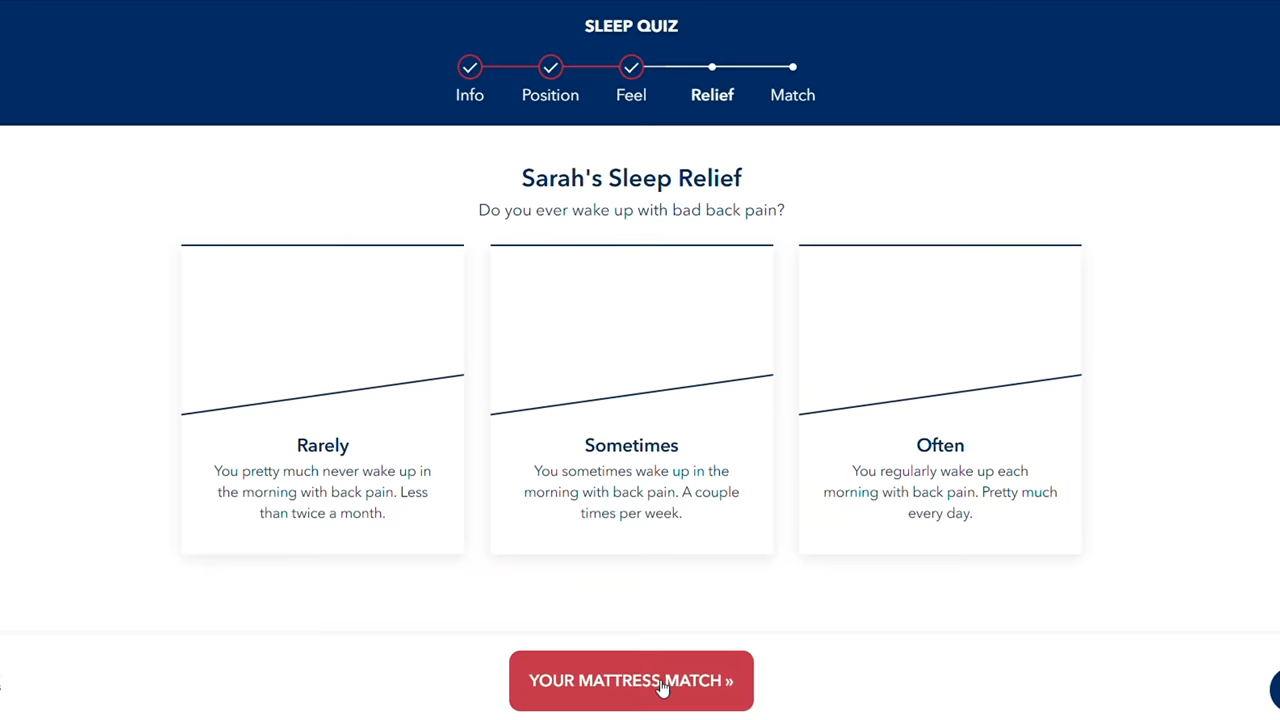 SLEEP QUIZ
Info
Position
Feel
Relief
Match
Sarah's Sleep Relief
Do you ever wake up with bad back pain?
Rarely
You pretty much never wake up in
the morning with back pain. Less
than twice a month.
Sometimes
You sometimes wake up in the
morning with back pain. A couple
times per week.
Often
You regularly wake up each
morning with back pain. Pretty much
every day.
YOUR MATTRESS MATCH »